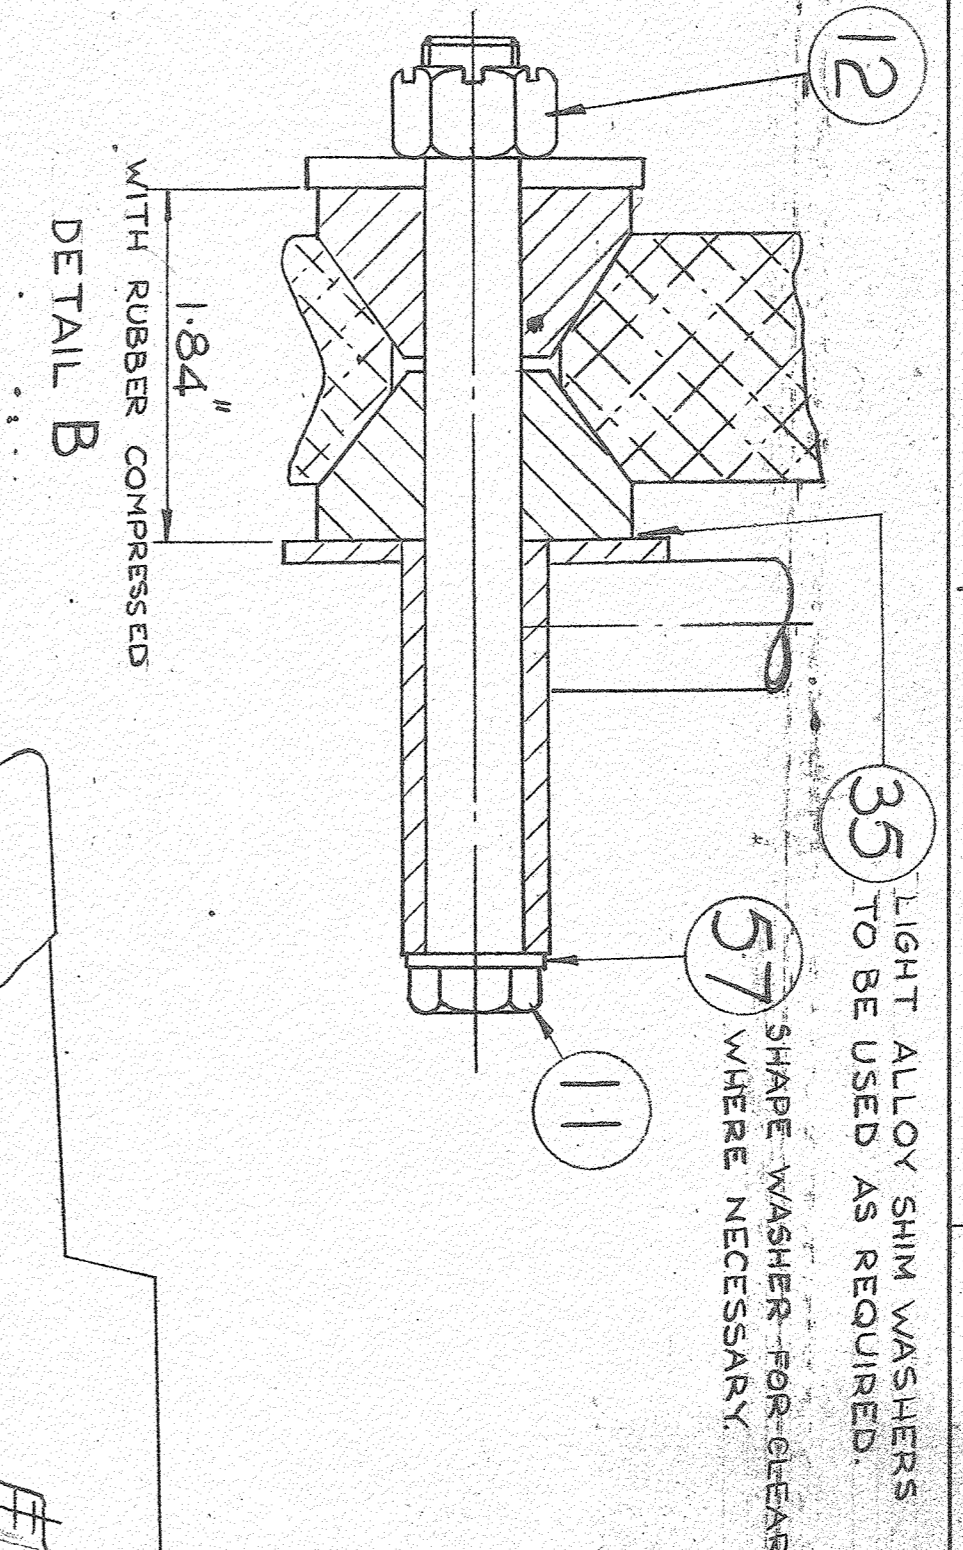 12
35
LIGHT ALLOY SHIM WASHERS
TO BE USED AS REQUIRED.
57
SHAPE WASHER FOR CLEAR
WHERE NECESSARY.
11
1.84"
WITH RUBBER COMPRESSED
DETAIL B